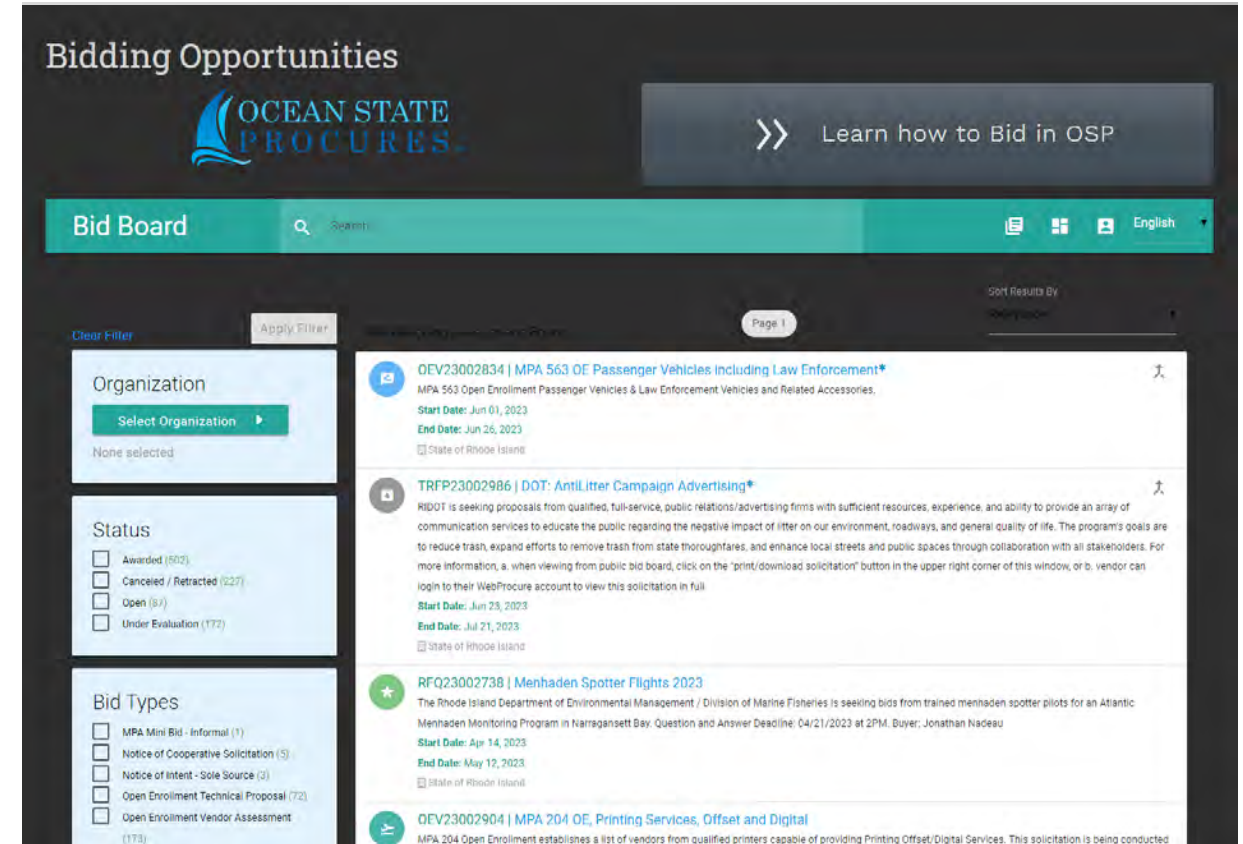 Bidding Opportunities
OCEAN STATE
PROCURES
Learn how to Bid in OSP
Bid Board
Search
English
Sort Results By
Clear Filter
Apply Filter
Page 1
Organization
Select Organization
None selected
Status
Awarded (502)
Canceled / Retracted (227)
Open (87)
Under Evaluation (172)
Bid Types
MPA Mini Bid - Informal (1)
Notice of Cooperative Solicitation (5)
Notice of Intent - Sole Source (3)
Open Enrollment Technical Proposal (72)
Open Enrollment Vendor Assessment
(173)
OEV23002834 | MPA 563 OE Passenger Vehicles including Law Enforcement*
MPA 563 Open Enrollment Passenger Vehicles & Law Enforcement Vehicles and Related Accessories.
Start Date: Jun 01, 2023
End Date: Jun 26, 2023
State of Rhode Island
TRFP23002986 | DOT: AntiLitter Campaign Advertising*
RIDOT is seeking proposals from qualified, full-service, public relations/advertising firms with sufficient resources, experience, and ability to provide an array of
communication services to educate the public regarding the negative impact of litter on our environment, roadways, and general quality of life. The program's goals are
to reduce trash, expand efforts to remove trash from state thoroughfares, and enhance local streets and public spaces through collaboration with all stakeholders. For
more information, a. when viewing from public bid board, click on the "print/download solicitation" button in the upper right corner of this window, or b. vendor can
login to their WebProcure account to view this solicitation in full
Start Date: Jun 23, 2023
End Date: Jul 21, 2023
State of Rhode Island
RFQ23002738 | Menhaden Spotter Flights 2023
The Rhode Island Department of Environmental Management / Division of Marine Fisheries is seeking bids from trained menhaden spotter pilots for an Atlantic
Menhaden Monitoring Program in Narragansett Bay. Question and Answer Deadline: 04/21/2023 at 2PM. Buyer: Jonathan Nadeau
Start Date: Apr 14, 2023
End Date: May 12, 2023
State of Rhode Island
OEV23002904 | MPA 204 OE, Printing Services, Offset and Digital
MPA 204 Open Enrollment establishes a list of vendors from qualified printers capable of providing Printing Offset/Digital Services. This solicitation is being conducted